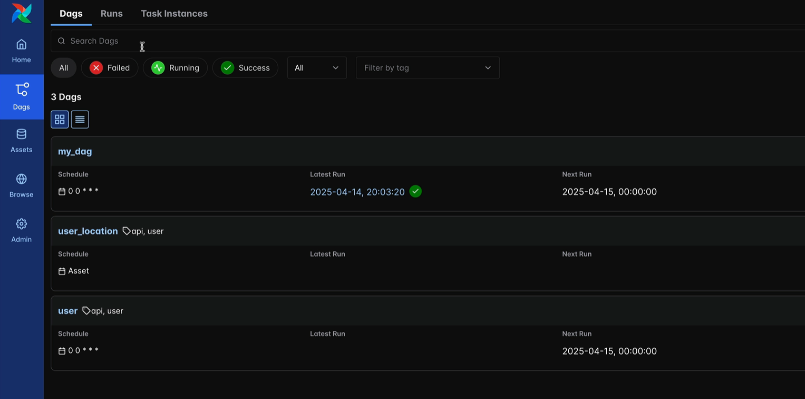 Dags Runs Task Instances
Search Dags
All Failed Running Success All Filter by tag
3 Dags
Home
Dags
Assets
Browse
Admin
my_dag
Schedule Latest Run Next Run
0 0 * * * 2025-04-14, 20:03:20 2025-04-15, 00:00:00
user_location api, user
Schedule Latest Run Next Run
Asset
user api, user
Schedule Latest Run Next Run
0 0 * * * 2025-04-15, 00:00:00